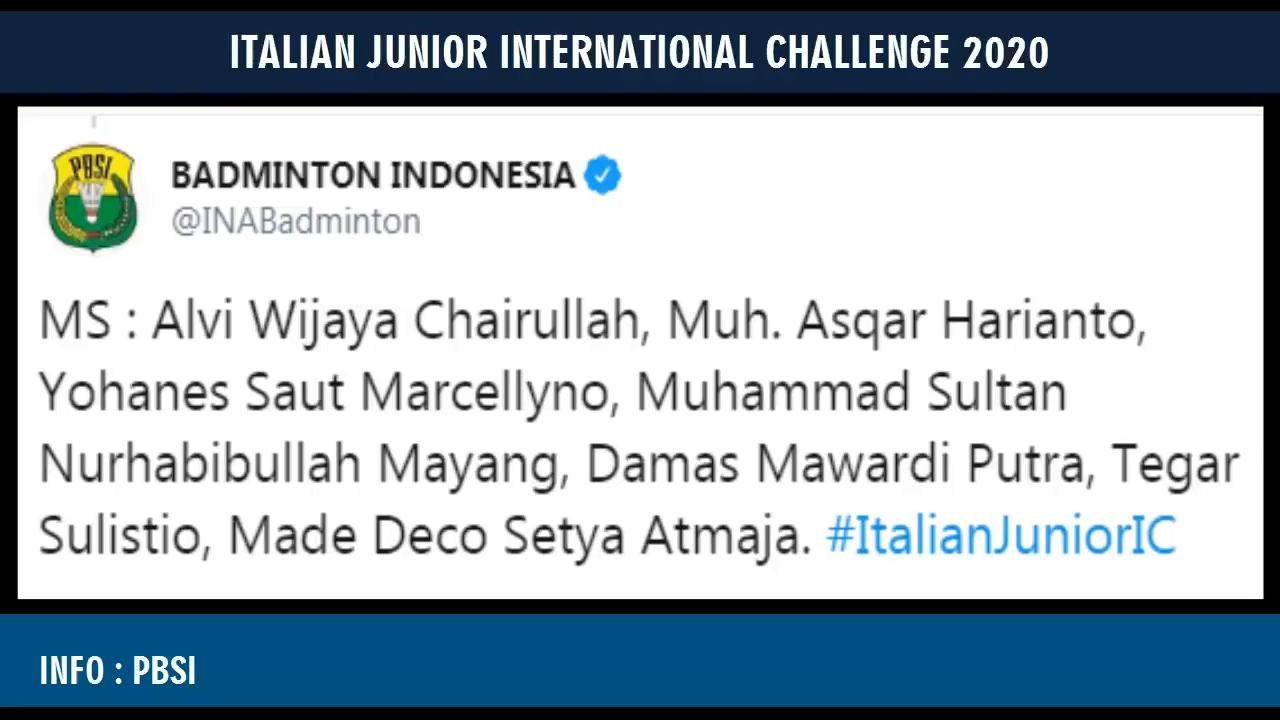 ITALIAN JUNIOR INTERNATIONAL CHALLENGE 2020
PBSI
BADMINTON INDONESIA
@INABadminton
MS : Alvi Wijaya Chairullah, Muh. Asqar Harianto,
Yohanes Saut Marcellyno, Muhammad Sultan
Nurhabibullah Mayang, Damas Mawardi Putra, Tegar
Sulistio, Made Deco Setya Atmaja. #ItalianJuniorIC
INFO : PBSI